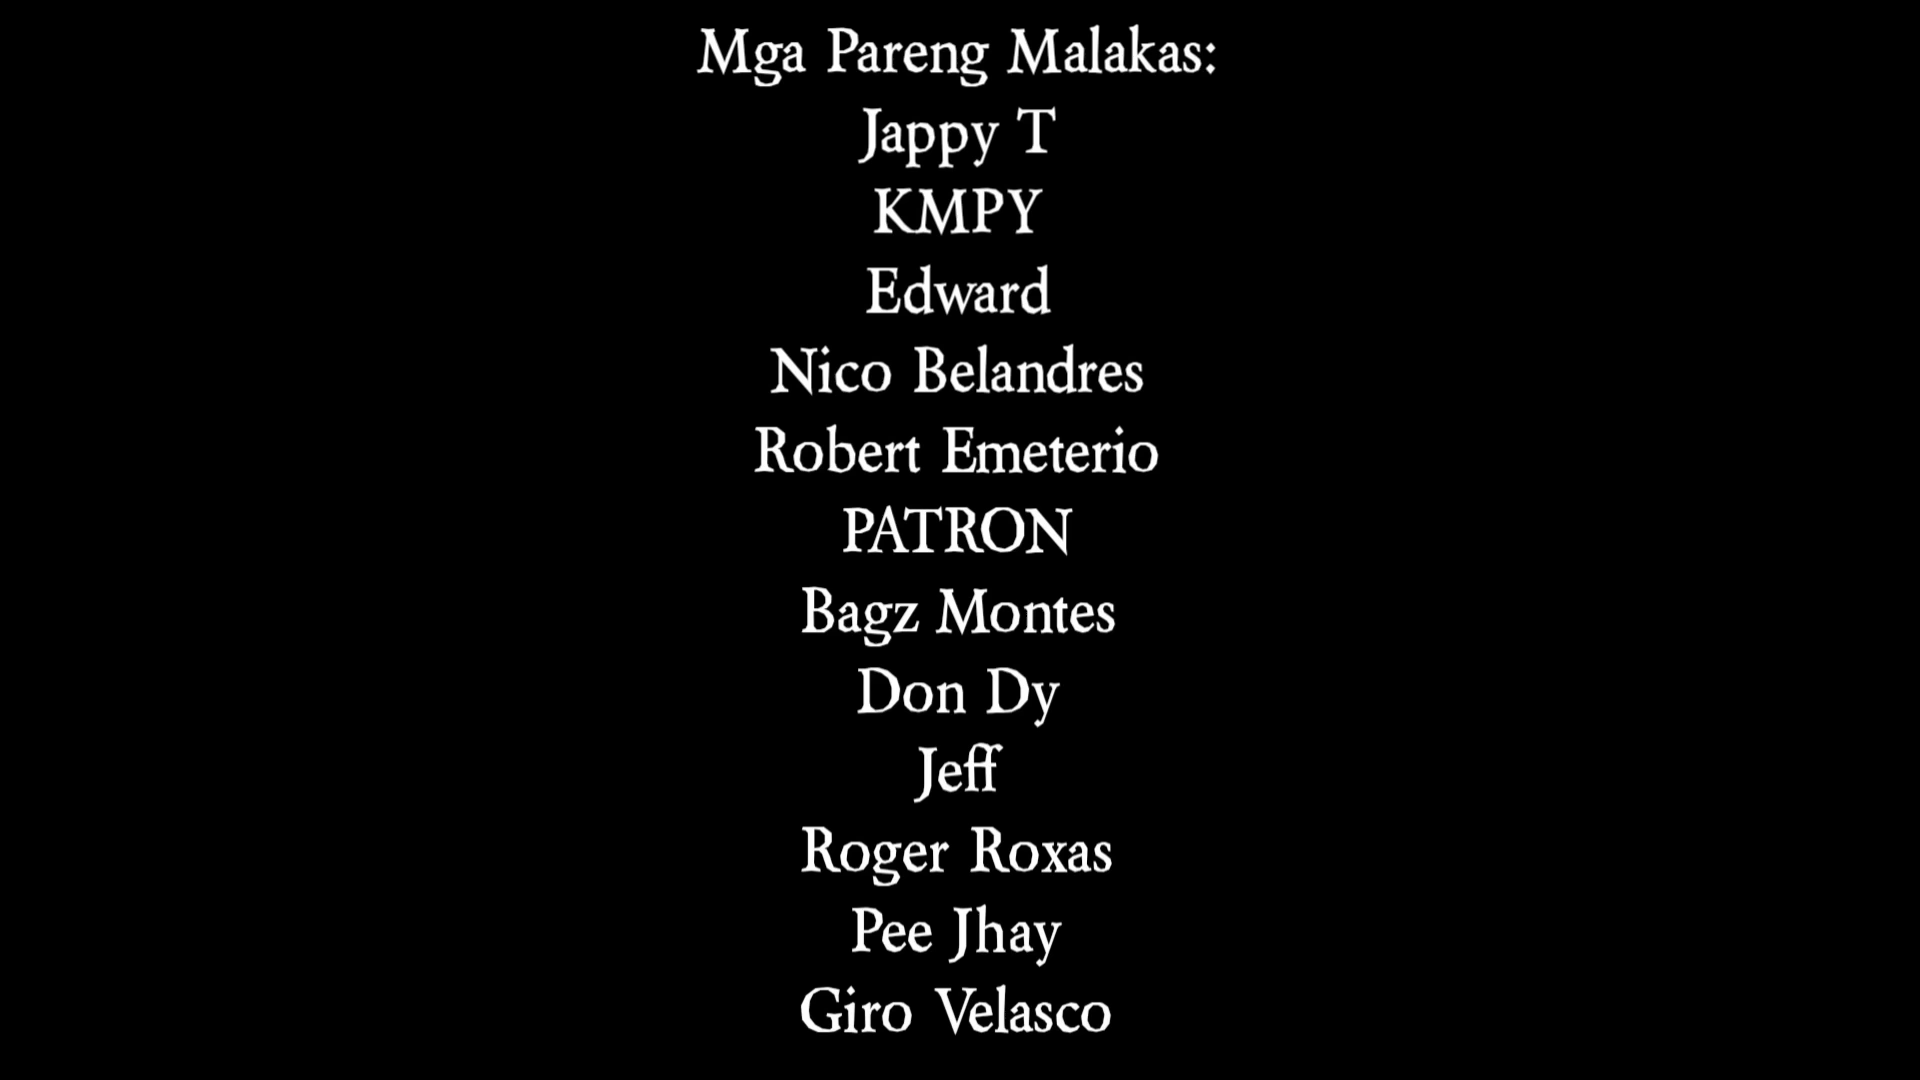 Mga Pareng Malakas:
Jappy T
KMPY
Edward
Nico Belandres
Robert Emeterio
PATRON
Bagz Montes
Don Dy
Jeff
Roger Roxas
Pee Jhay
Giro Velasco